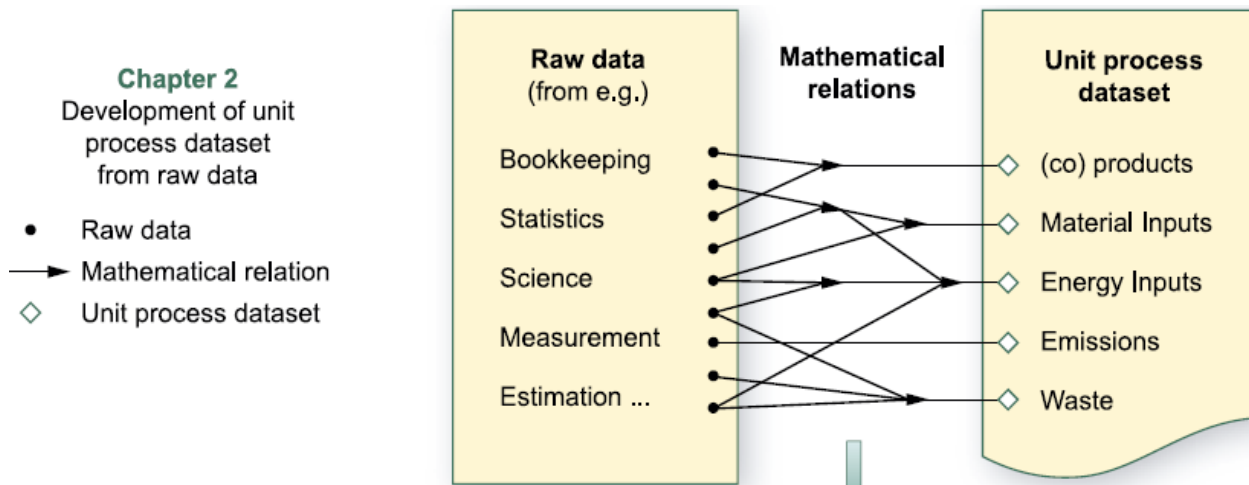 Chapter 2
Development of unit
process dataset
from raw data
Raw data
Mathematical relation
Unit process dataset
Raw data
(from e.g.)
Bookkeeping
Statistics
Science
Measurement
Estimation ...
Mathematical
relations
Unit process
dataset
(co) products
Material Inputs
Energy Inputs
Emissions
Waste